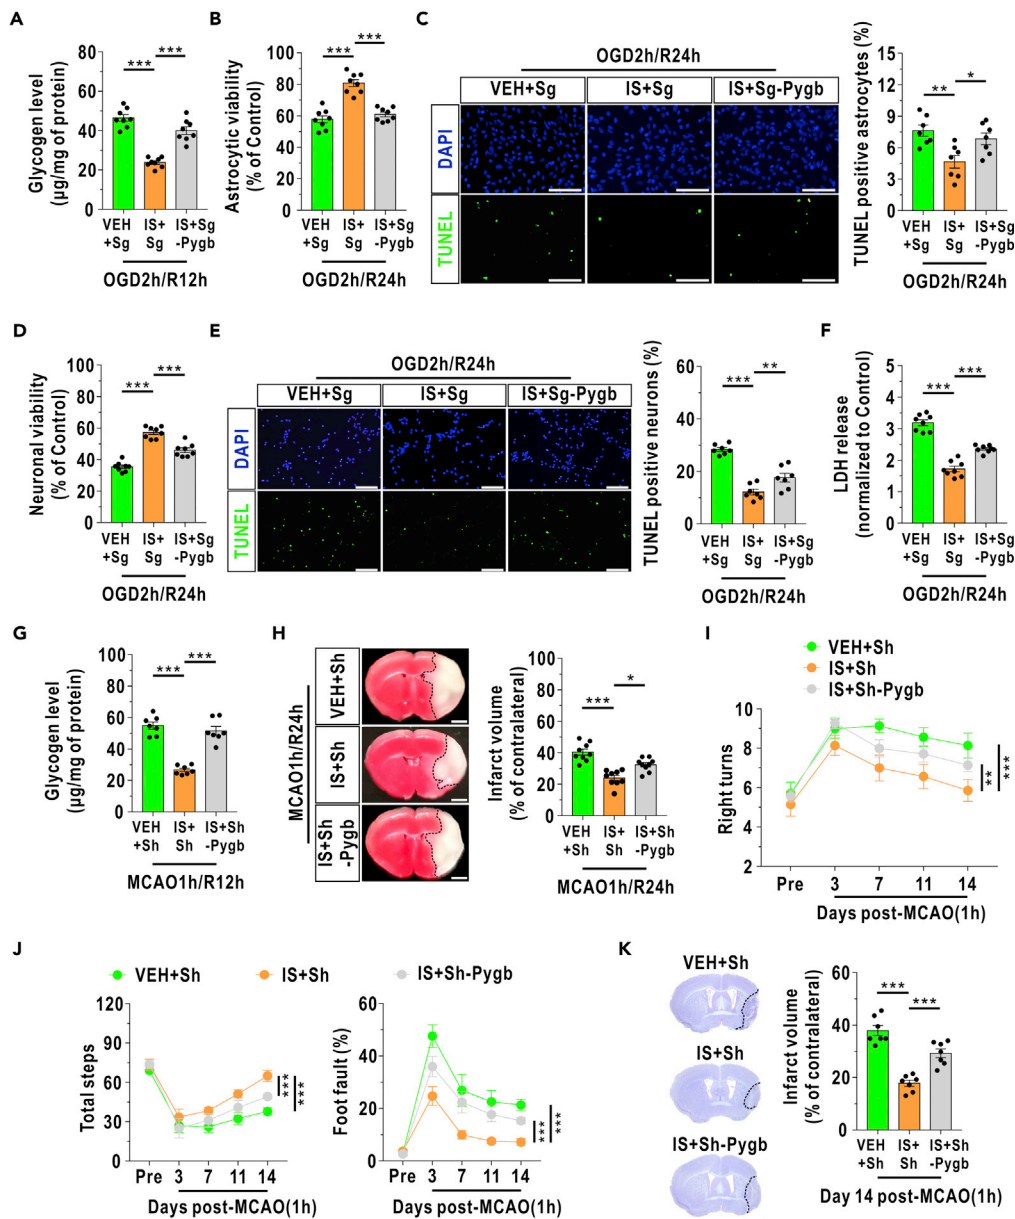 A
Glycogen level
(µg/mg of protein)
80
60
40
20
0
***
***
VEH
+Sg
IS+
Sg
IS+Sg
-Pygb
OGD2h/R12h
B
Astrocytic viability
(% of Control)
100
80
60
40
20
0
***
***
VEH
+Sg
IS+
Sg
IS+Sg
-Pygb
OGD2h/R24h
C
OGD2h/R24h
VEH+Sg
IS+Sg
IS+Sg-Pygb
DAPI
TUNEL
TUNEL positive astrocytes (%)
15.0
12.5
10.0
7.5
5.0
2.5
0.0
**
*
VEH
+Sg
IS+
Sg
IS+Sg
-Pygb
OGD2h/R24h
D
Neuronal viability
(% of Control)
100
80
60
40
20
0
***
***
VEH
+Sg
IS+
Sg
IS+Sg
-Pygb
OGD2h/R24h
E
OGD2h/R24h
VEH+Sg
IS+Sg
IS+Sg-Pygb
DAPI
TUNEL
TUNEL positive neurons (%)
60
40
20
0
***
**
VEH
+Sg
IS+
Sg
IS+Sg
-Pygb
OGD2h/R24h
F
LDH release
(normalized to Control)
5
4
3
2
1
0
***
***
VEH
+Sg
IS+
Sg
IS+Sg
-Pygb
OGD2h/R24h
G
Glycogen level
(µg/mg of protein)
100
80
60
40
20
0
***
***
VEH
+Sh
IS+
Sh
IS+Sh
-Pygb
MCAO1h/R12h
H
MCAO1h/R24h
VEH+Sh
IS+Sh
IS+Sh
-Pygb
Infarct volume
(% of contralateral)
100
80
60
40
20
0
***
*
VEH
+Sh
IS+
Sh
IS+Sh
-Pygb
MCAO1h/R24h
I
VEH+Sh
IS+Sh
IS+Sh-Pygb
Right turns
10
8
6
4
2
**
***
Pre
3
7
11
14
Days post-MCAO(1h)
J
VEH+Sh
IS+Sh
IS+Sh-Pygb
Total steps
120
90
60
30
0
***
***
Pre
3
7
11
14
Days post-MCAO(1h)
Foot fault (%)
60
40
20
0
***
***
Pre
3
7
11
14
Days post-MCAO(1h)
K
VEH+Sh
IS+Sh
IS+Sh-Pygb
Infarct volume
(% of contralateral)
60
40
20
0
***
***
VEH
+Sh
IS+
Sh
IS+Sh
-Pygb
Day 14 post-MCAO(1h)